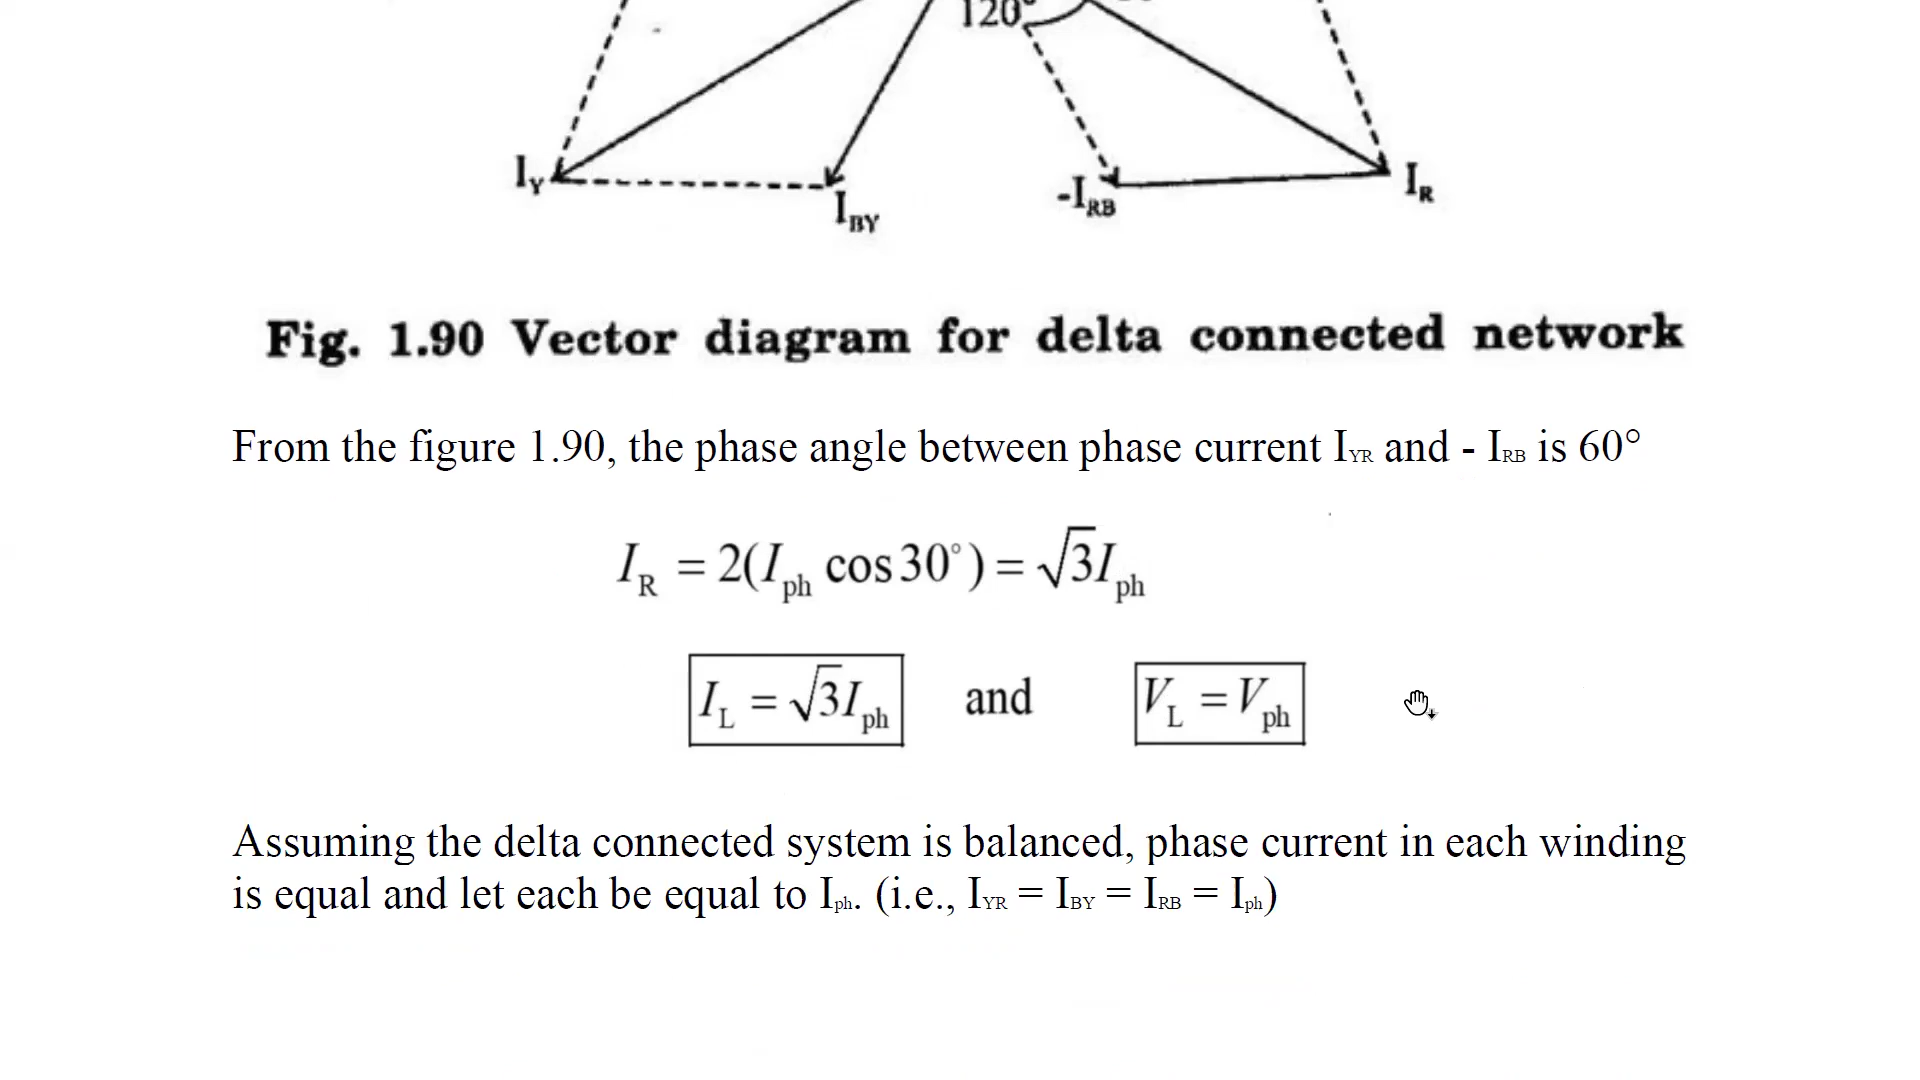 120°
I_Y
I_BY
-I_RB
I_R
Fig. 1.90 Vector diagram for delta connected network
From the figure 1.90, the phase angle between phase current I_YR and - I_RB is 60°
I_R = 2(I_ph cos30°) = √3I_ph
I_L = √3I_ph and V_L = V_ph
Assuming the delta connected system is balanced, phase current in each winding
is equal and let each be equal to I_ph. (i.e., I_YR = I_BY = I_RB = I_ph)